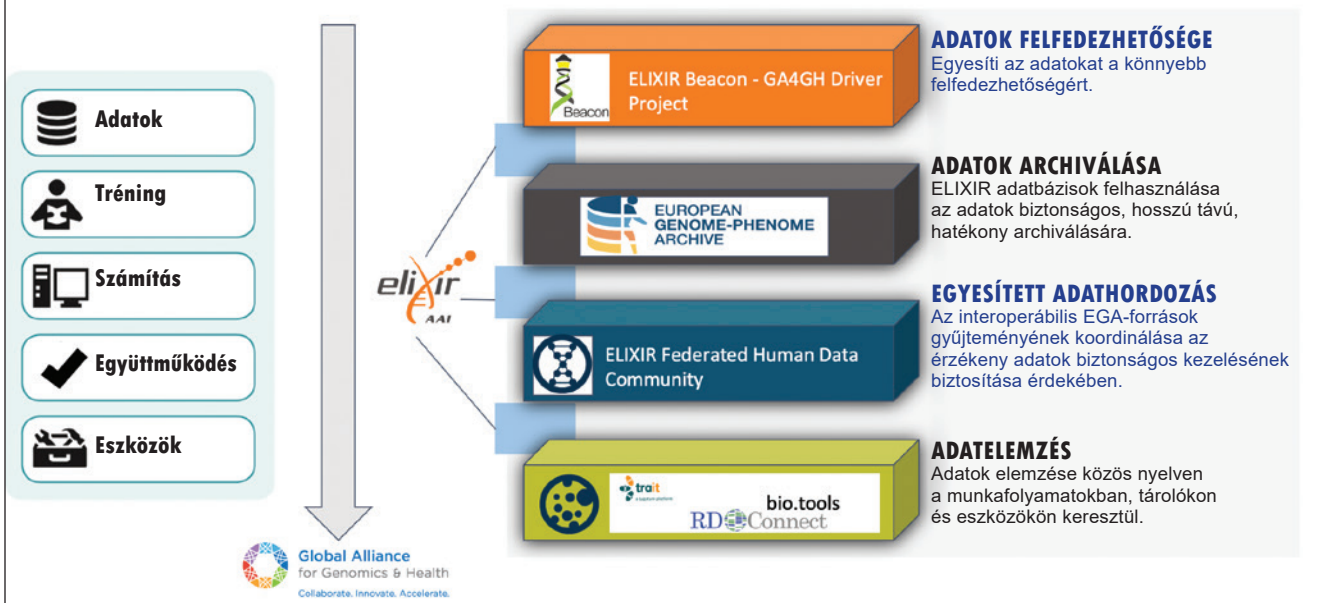 Adatok
Tréning
Számítás
Együttműködés
Eszközök
Global Alliance
for Genomics & Health
Collaborate. Innovate. Accelerate.
elixir
AAI
Beacon
ELIXIR Beacon - GA4GH Driver
Project
ADATOK FELFEDEZHETŐSÉGE
Egyesíti az adatokat a könnyebb
felfedezhetőségért.
EUROPEAN
GENOME-PHENOME
ARCHIVE
ADATOK ARCHIVÁLÁSA
ELIXIR adatbázisok felhasználása
az adatok biztonságos, hosszú távú,
hatékony archiválására.
ELIXIR Federated Human Data
Community
EGYESÍTETT ADATHORDOZÁS
Az interoperábilis EGA-források
gyűjteményének koordinálása az
érzékeny adatok biztonságos kezelésének
biztosítása érdekében.
trait
bio.tools
RD Connect
ADATELEMZÉS
Adatok elemzése közös nyelven
a munkafolyamatokban, tárolókon
és eszközökön keresztül.